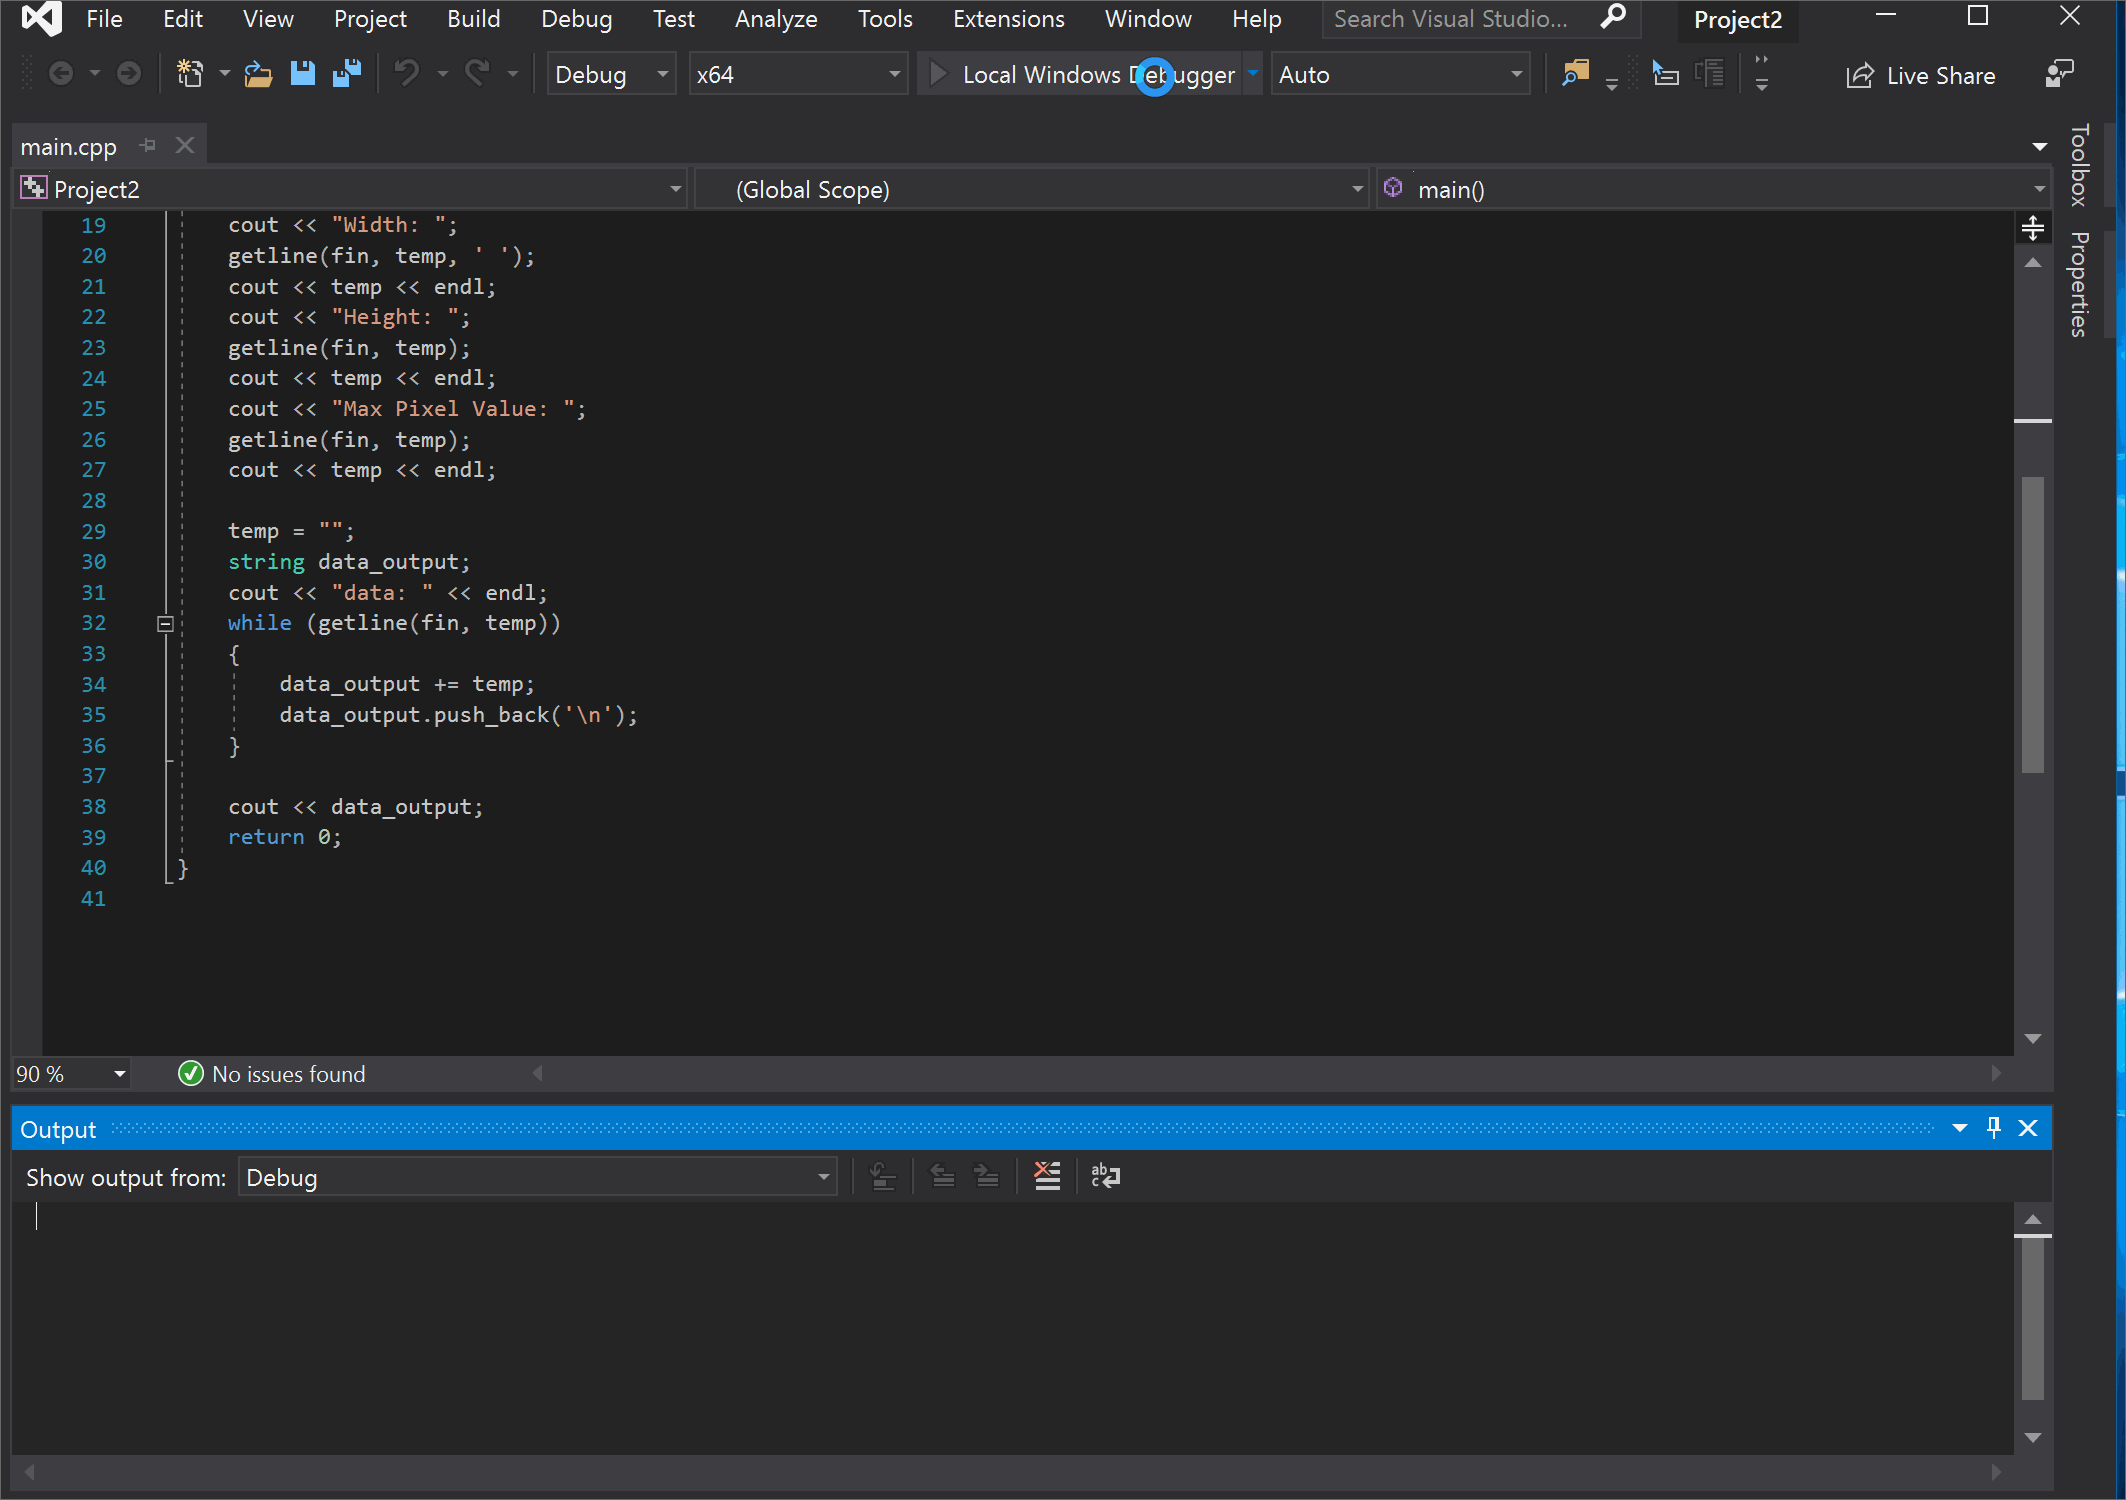 File Edit View Project Build Debug Test Analyze Tools Extensions Window Help Search Visual Studio... Project2
Debug x64 Local Windows Debugger Auto Live Share
main.cpp
Project2 (Global Scope) main()
Toolbox
Properties
19 cout << "Width: ";
20 getline(fin, temp, ' ');
21 cout << temp << endl;
22 cout << "Height: ";
23 getline(fin, temp);
24 cout << temp << endl;
25 cout << "Max Pixel Value: ";
26 getline(fin, temp);
27 cout << temp << endl;
28
29 temp = "";
30 string data_output;
31 cout << "data: " << endl;
32 while (getline(fin, temp))
33 {
34 data_output += temp;
35 data_output.push_back('\n');
36 }
37
38 cout << data_output;
39 return 0;
40 }
41
90 % No issues found
Output
Show output from: Debug